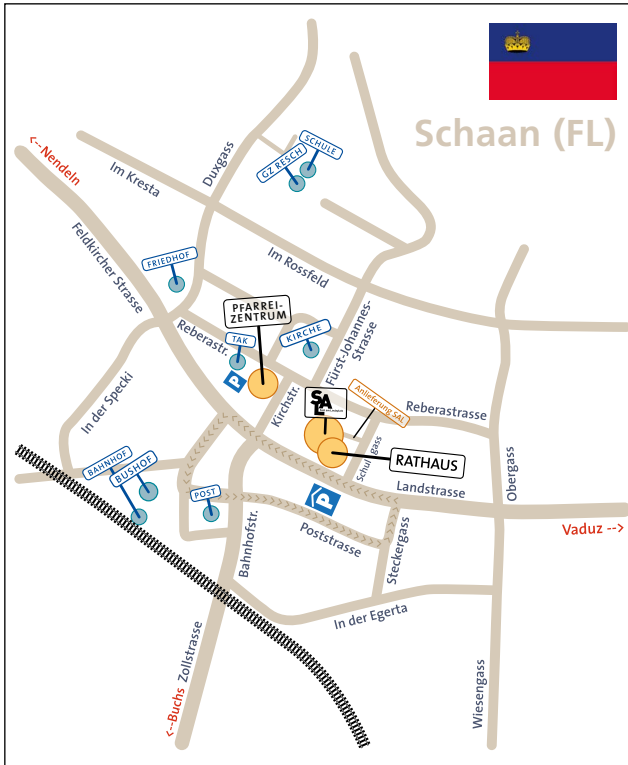 Schaan (FL)
<--Nendeln
Im Kresta
Duxgass
SCHULE
GZ RESCH
Feldkircher Strasse
FRIEDHOF
Im Rossfeld
PFARREI-
ZENTRUM
Reberastr.
TAK
KIRCHE
Fürst-Johannes-
Strasse
P
In der Specki
Kirchstr.
SAL
Anlieferung SAL
Reberastrasse
Schulgass
RATHAUS
BAHNHOF
BUSHOF
POST
P
Landstrasse
Obergass
Vaduz -->
Bahnhofstr.
Poststrasse
Steckergass
In der Egerta
Zollstrasse
<--Buchs
Wiesengass